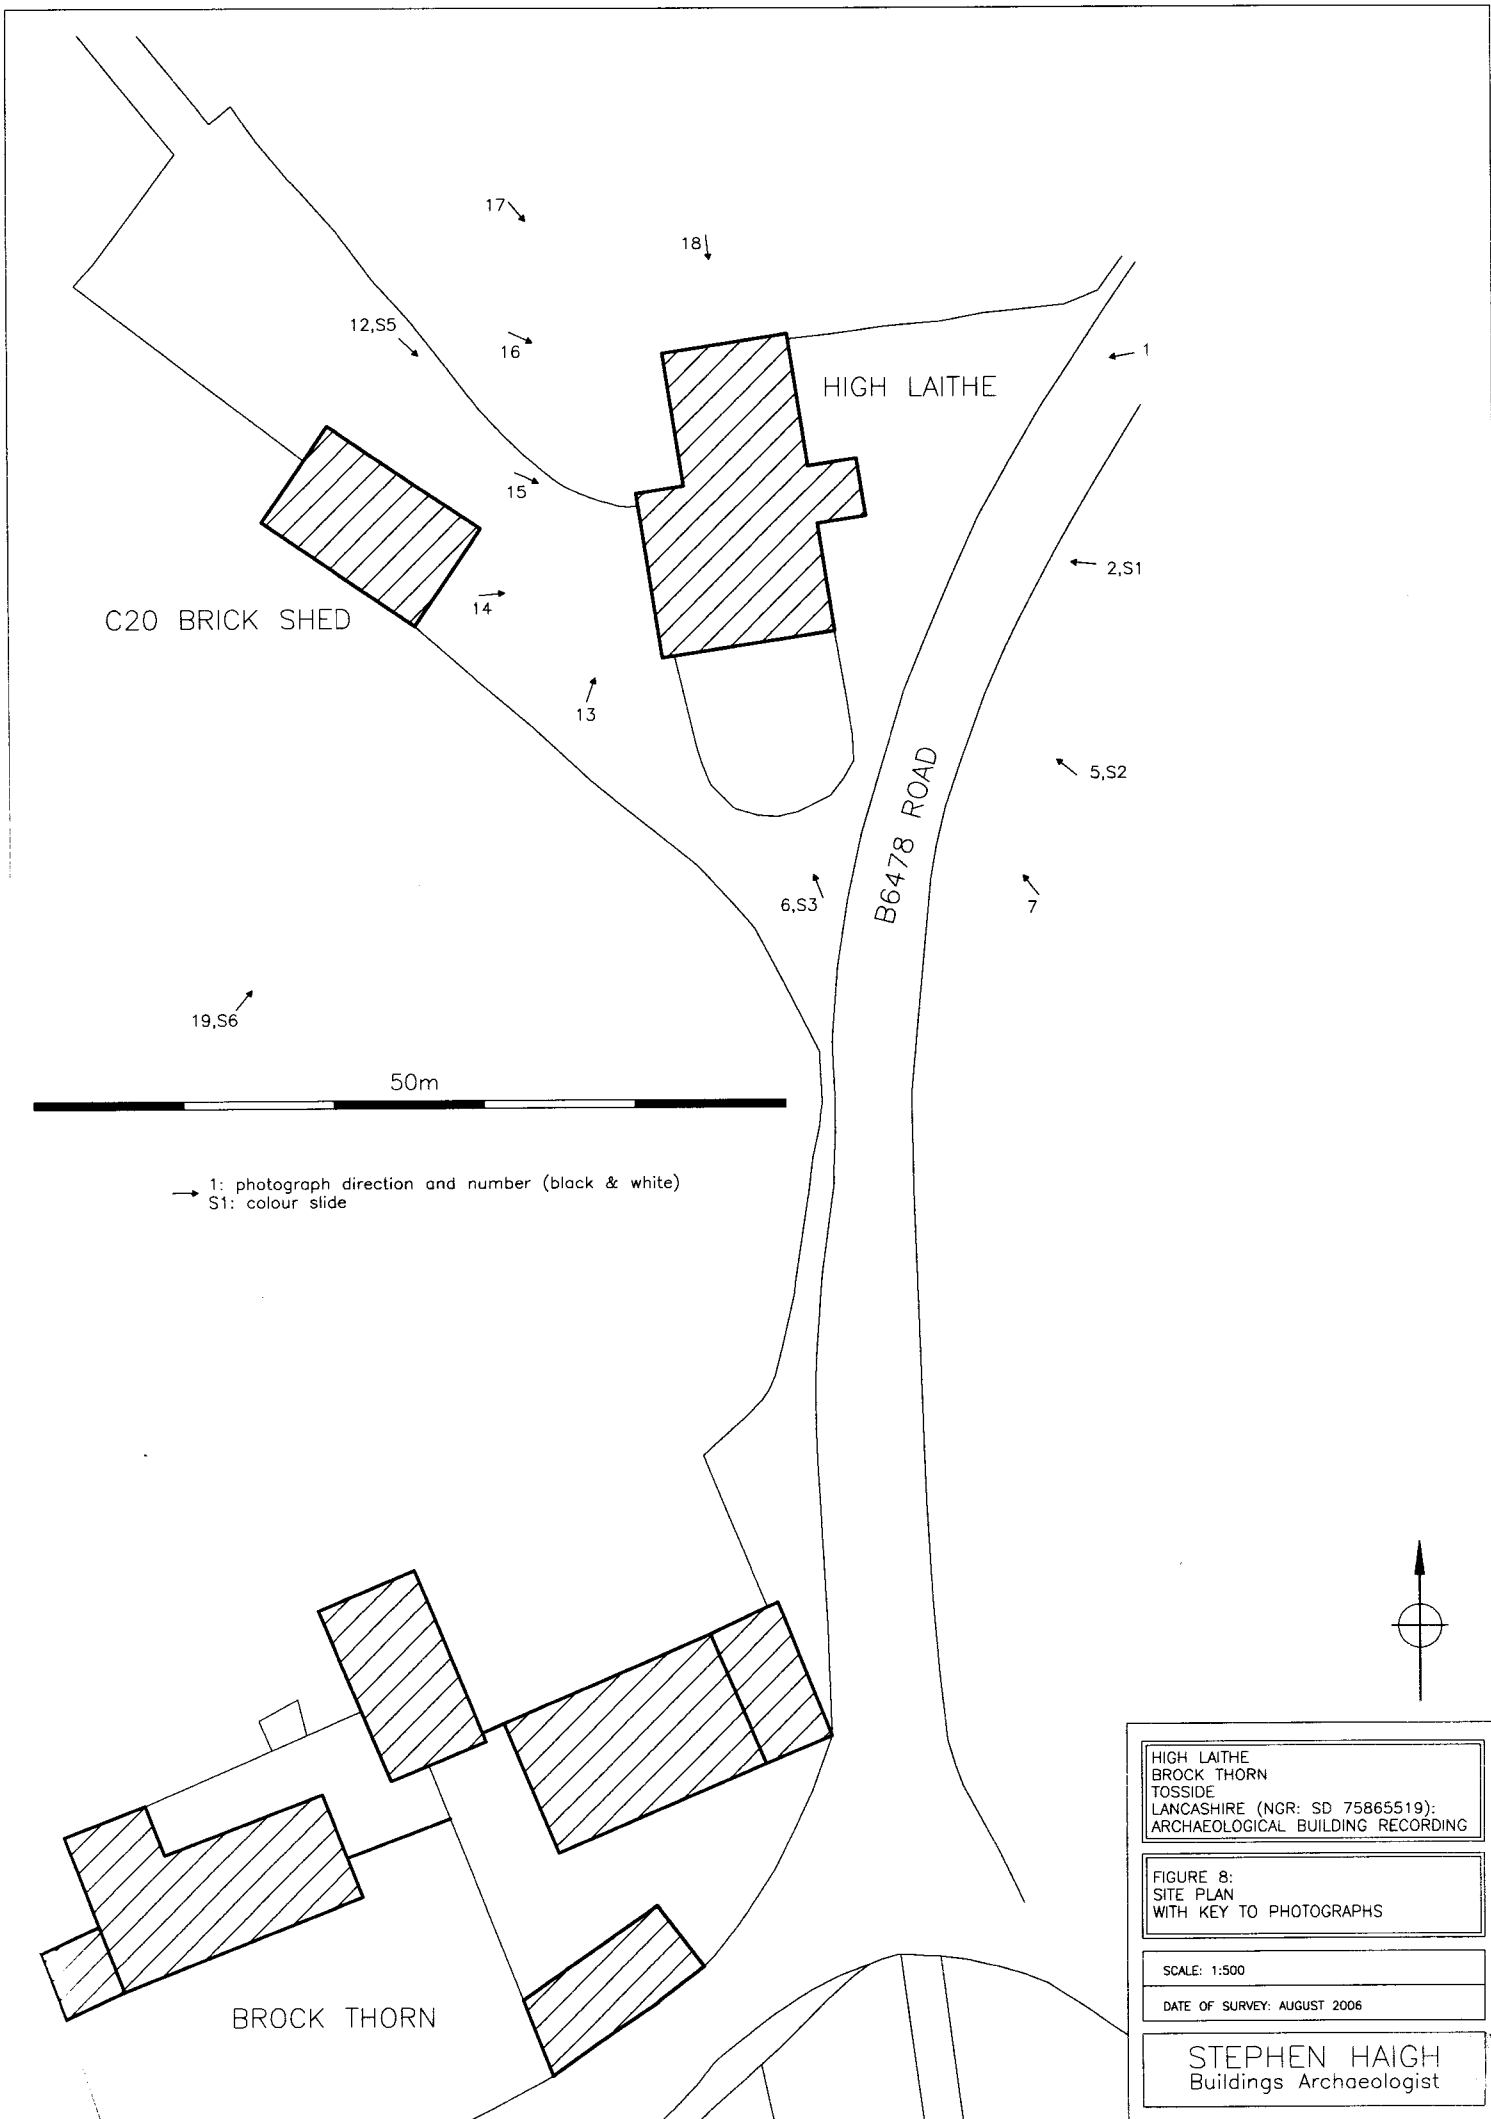 17
18
12,S5
16
1
HIGH LAITHE
15
2,S1
14
C20 BRICK SHED
13
5,S2
B6478 ROAD
6,S3
7
19,S6
50m
1: photograph direction and number (black & white)
S1: colour slide
HIGH LAITHE
BROCK THORN
TOSSIDE
LANCASHIRE (NGR: SD 75865519):
ARCHAEOLOGICAL BUILDING RECORDING
FIGURE 8:
SITE PLAN
WITH KEY TO PHOTOGRAPHS
SCALE: 1:500
DATE OF SURVEY: AUGUST 2006
BROCK THORN
STEPHEN HAIGH
Buildings Archaeologist